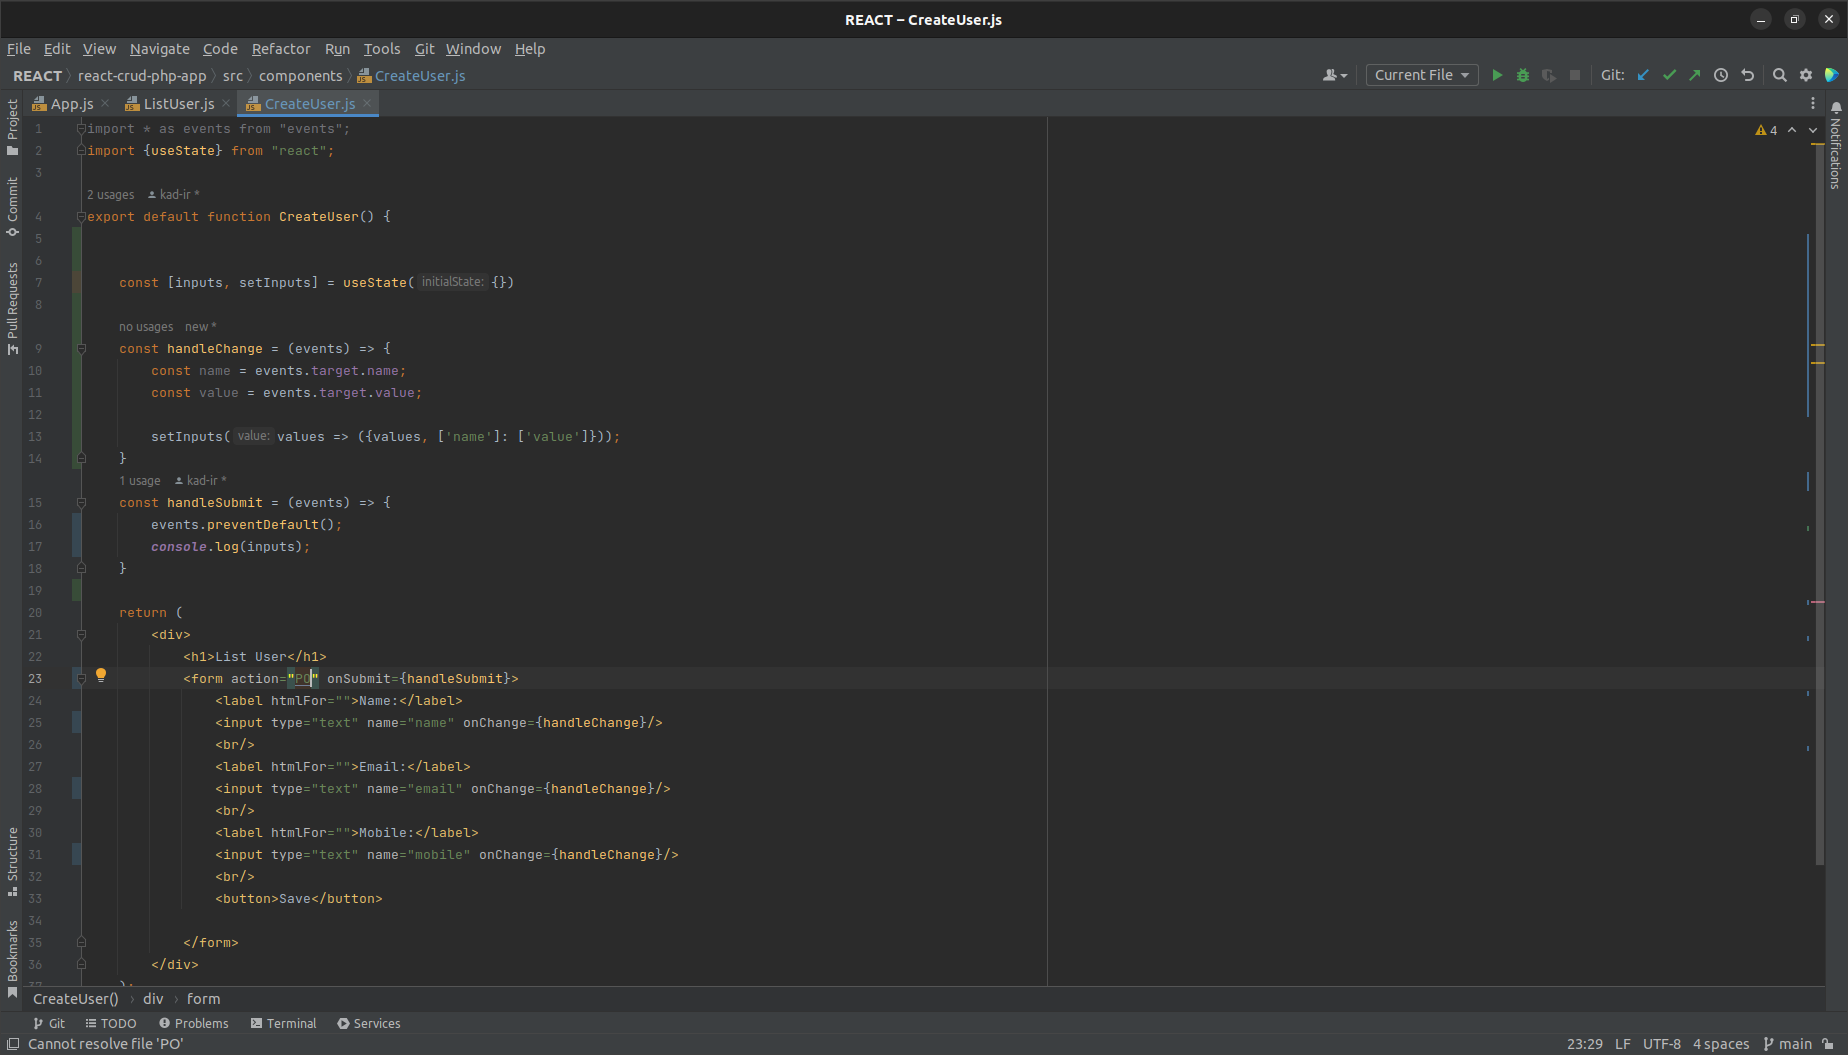 REACT – CreateUser.js
File Edit View Navigate Code Refactor Run Tools Git Window Help
REACT react-crud-php-app src components CreateUser.js Current File Git:
App.js ListUser.js CreateUser.js
Project
Commit
Pull Requests
Structure
Bookmarks
Notifications
4
1 import * as events from "events";
2 import {useState} from "react";
3
2 usages kad-ir *
4 export default function CreateUser() {
5
6
7 const [inputs, setInputs] = useState( initialState: {})
8
no usages new *
9 const handleChange = (events) => {
10 const name = events.target.name;
11 const value = events.target.value;
12
13 setInputs( value: values => ({values, ['name']: ['value']}));
14 }
1 usage kad-ir *
15 const handleSubmit = (events) => {
16 events.preventDefault();
17 console.log(inputs);
18 }
19
20 return (
21 <div>
22 <h1>List User</h1>
23 <form action="PO" onSubmit={handleSubmit}>
24 <label htmlFor="">Name:</label>
25 <input type="text" name="name" onChange={handleChange}/>
26 <br/>
27 <label htmlFor="">Email:</label>
28 <input type="text" name="email" onChange={handleChange}/>
29 <br/>
30 <label htmlFor="">Mobile:</label>
31 <input type="text" name="mobile" onChange={handleChange}/>
32 <br/>
33 <button>Save</button>
34
35 </form>
36 </div>
37 );
CreateUser() div form
Git TODO Problems Terminal Services
Cannot resolve file 'PO' 23:29 LF UTF-8 4 spaces main